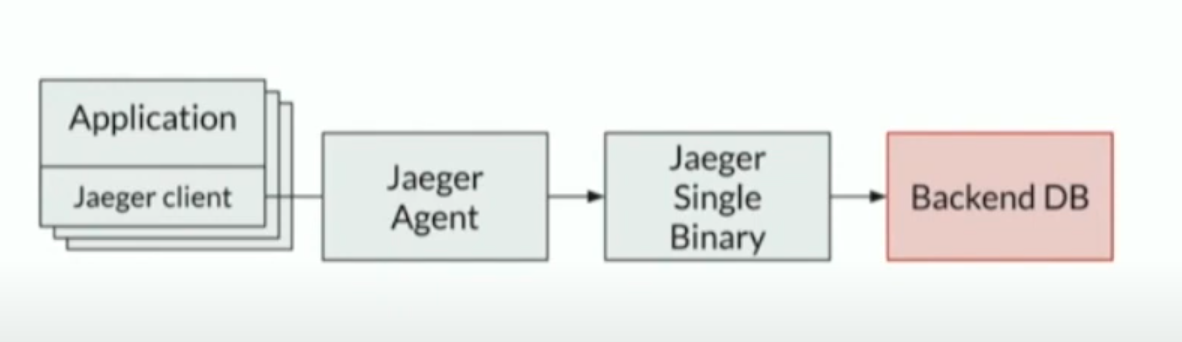 Application
Jaeger client
Jaeger
Agent
Jaeger
Single
Binary
Backend DB